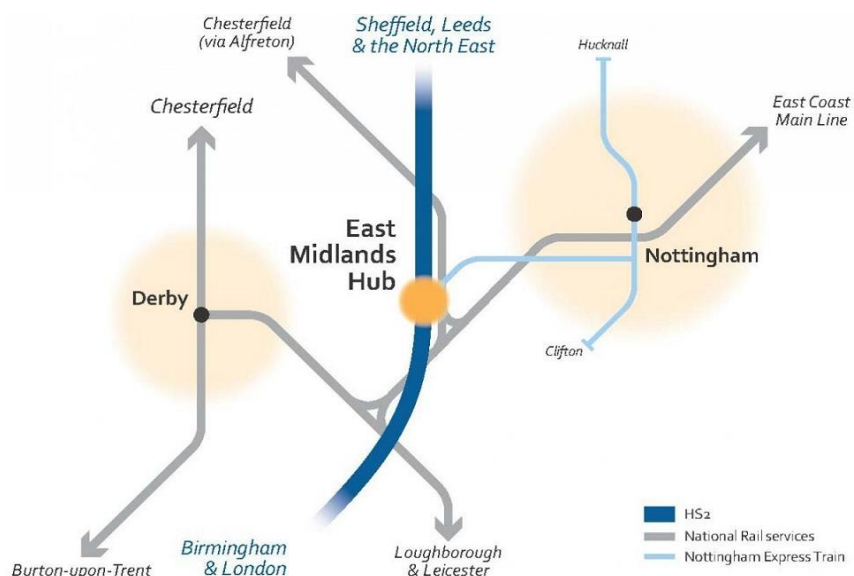 Chesterfield
(via Alfreton)
Sheffield, Leeds
& the North East
Hucknall
East Coast
Main Line
Chesterfield
East
Midlands
Hub
Nottingham
Derby
Clifton
HS2
National Rail services
Nottingham Express Train
Burton-upon-Trent
Birmingham
& London
Loughborough
& Leicester